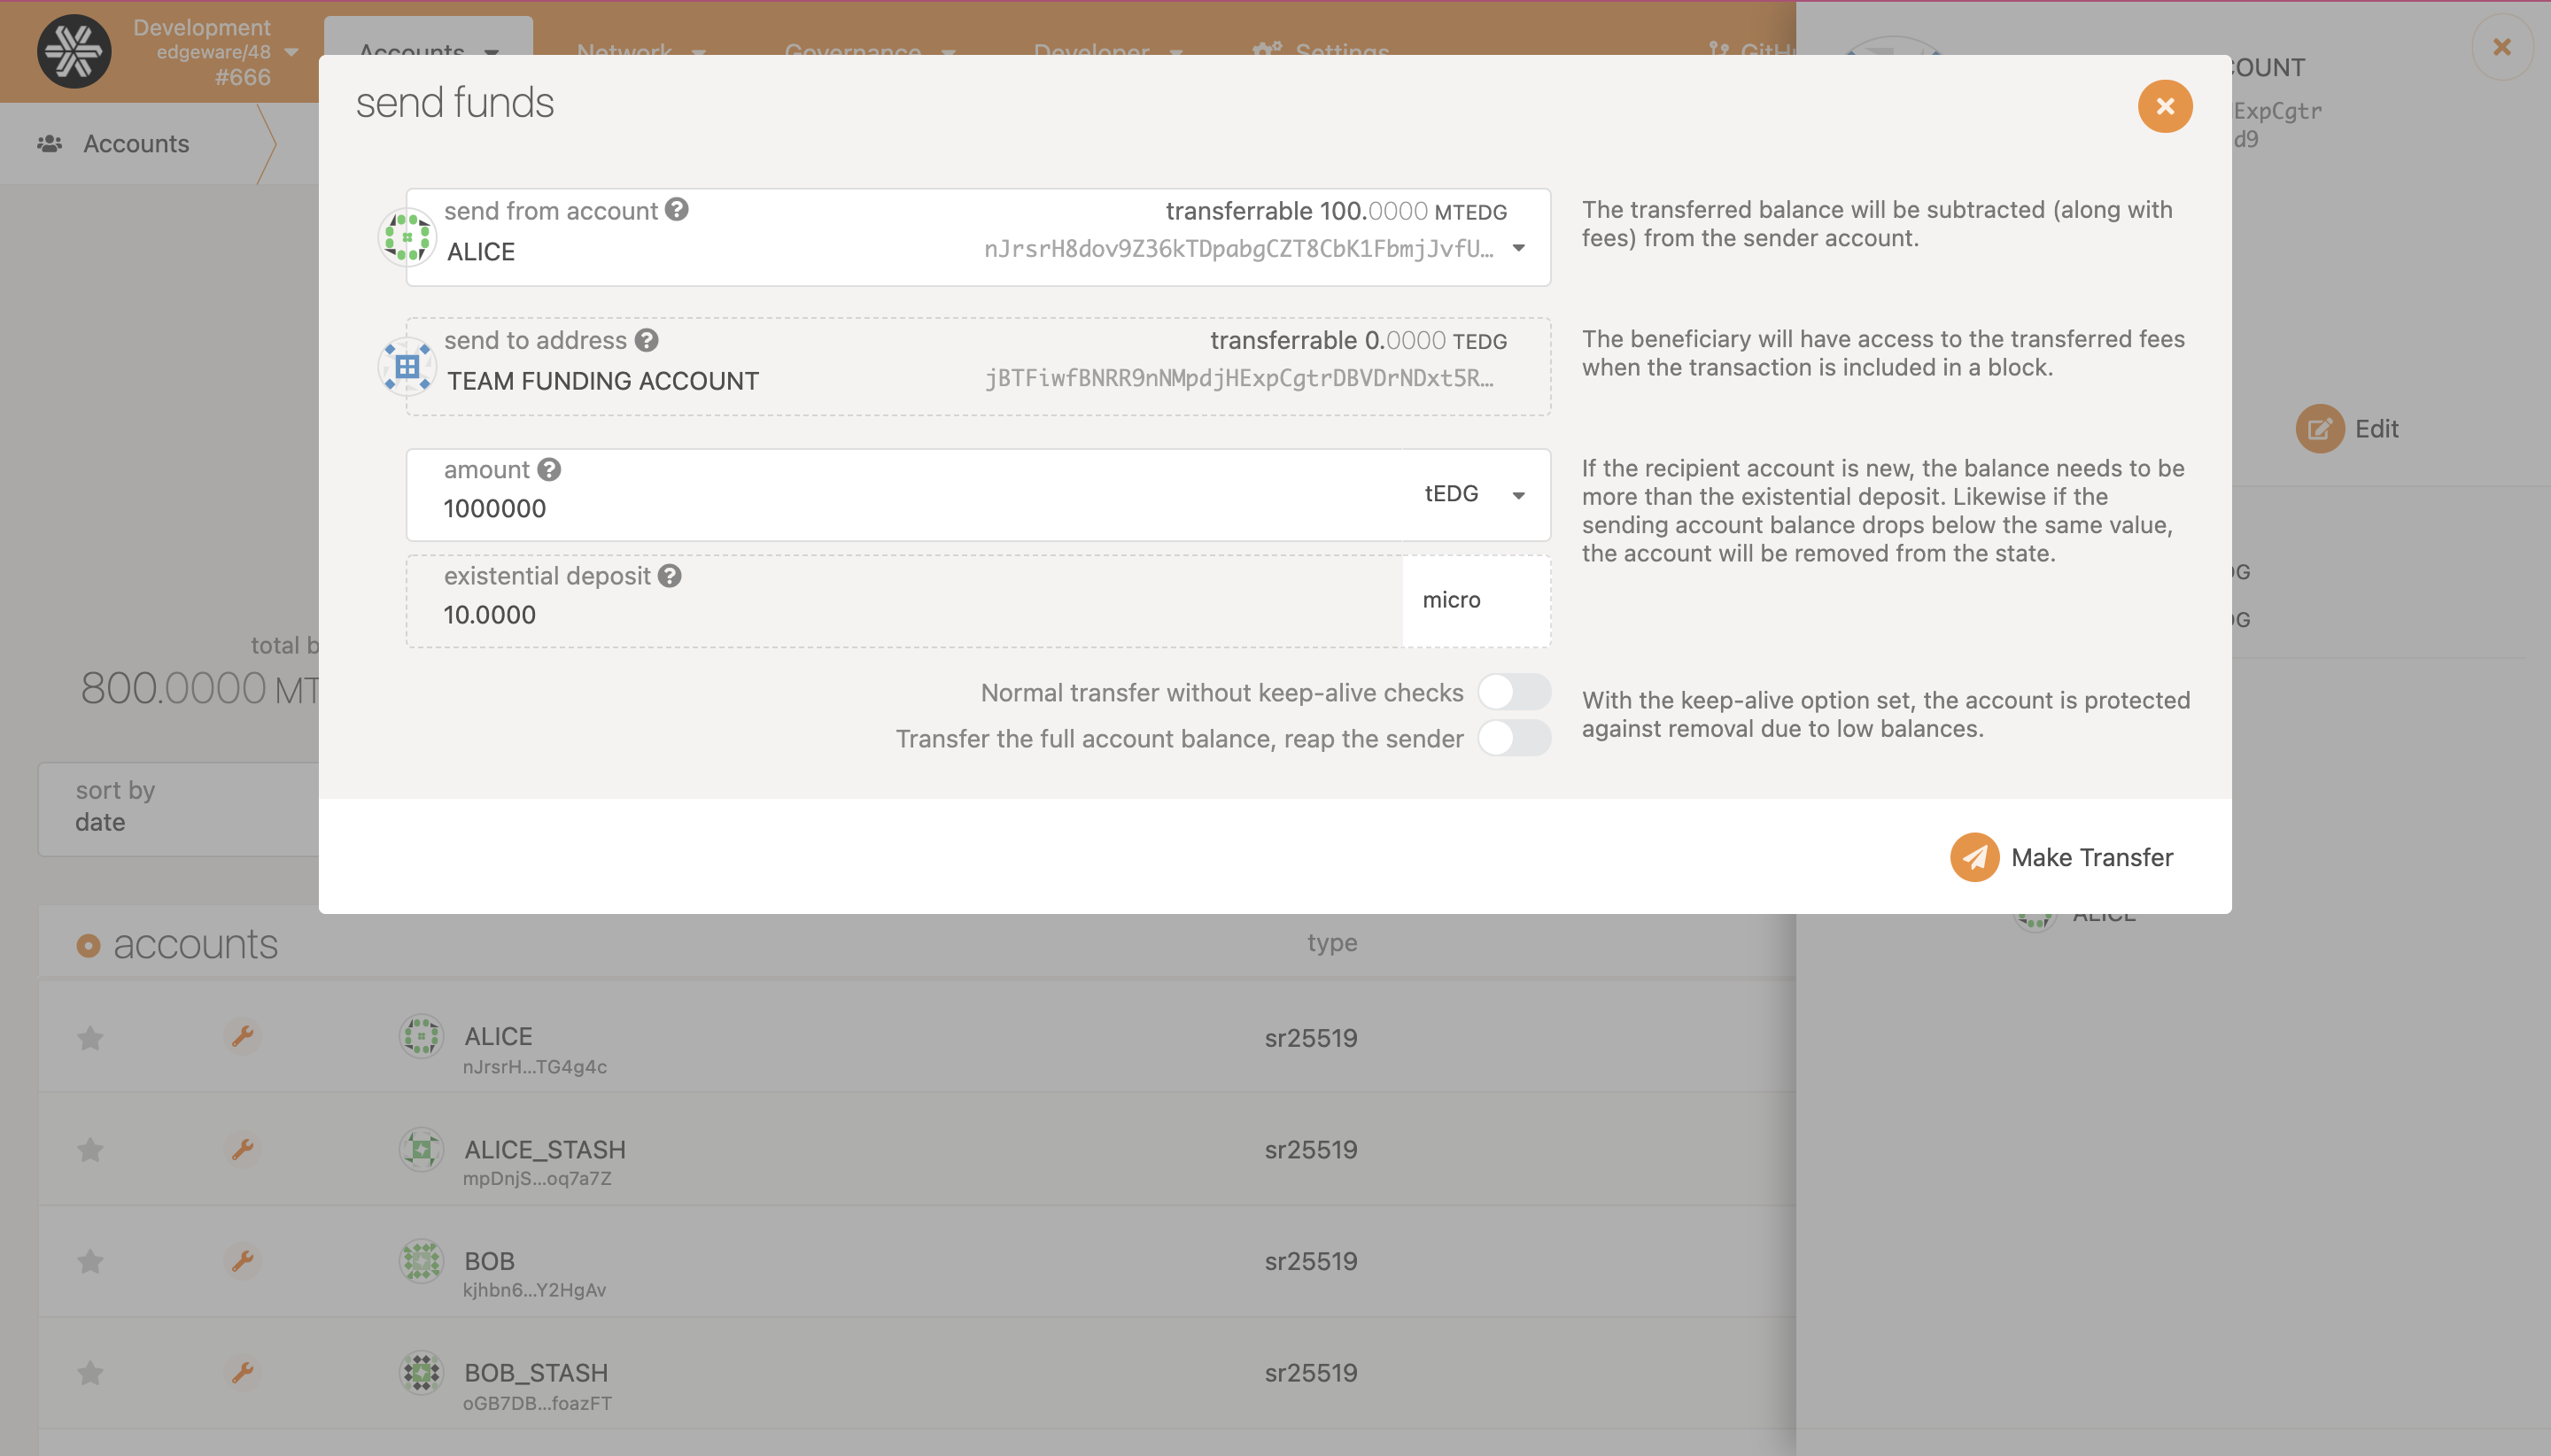 Development
edgeware/48
#666
Accounts
Network
Governance
Developer
Settings
GitHu
OUNT
ExpCgtr
d9
Accounts
send funds
send from account
transferrable 100.0000 MTEDG
ALICE
nJrsrH8dov9Z36kTDpabgCZT8CbK1FbmjJvfU…
The transferred balance will be subtracted (along with
fees) from the sender account.
send to address
transferrable 0.0000 TEDG
TEAM FUNDING ACCOUNT
jBTFiwfBNRR9nNMpdjHExpCgtrDBVDrNDxt5R…
The beneficiary will have access to the transferred fees
when the transaction is included in a block.
Edit
amount
1000000
tEDG
If the recipient account is new, the balance needs to be
more than the existential deposit. Likewise if the
sending account balance drops below the same value,
the account will be removed from the state.
existential deposit
10.0000
micro
G
G
total b
800.0000 MT
Normal transfer without keep-alive checks
Transfer the full account balance, reap the sender
With the keep-alive option set, the account is protected
against removal due to low balances.
sort by
date
Make Transfer
ALICE
accounts
type
ALICE
nJrsrH...TG4g4c
sr25519
ALICE_STASH
mpDnjS...oq7a7Z
sr25519
BOB
kjhbn6...Y2HgAv
sr25519
BOB_STASH
oGB7DB...foazFT
sr25519